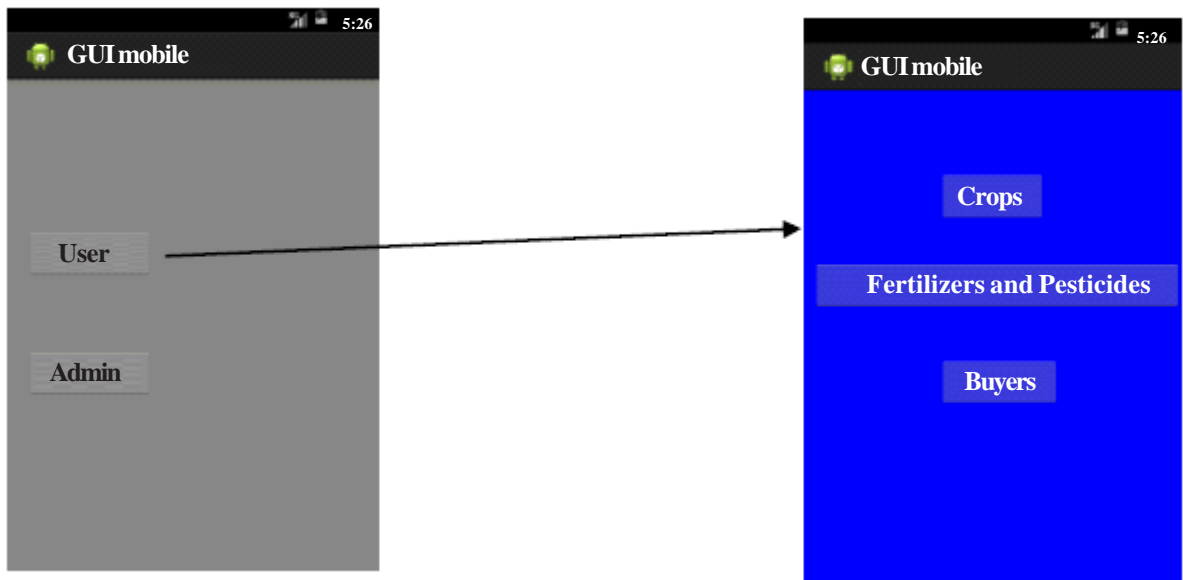 5:26
GUI mobile
User
Admin
5:26
GUI mobile
Crops
Fertilizers and Pesticides
Buyers